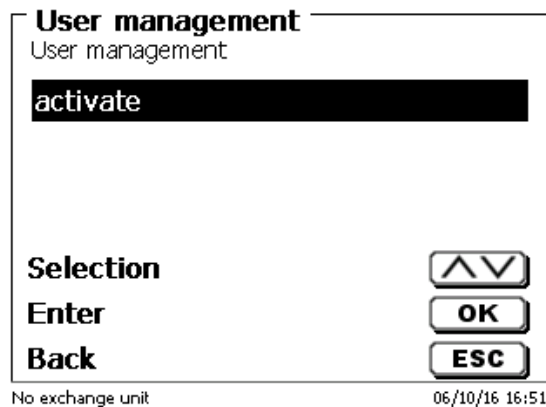 User management
User management
activate
Selection
Enter OK
Back ESC
No exchange unit 06/10/16 16:51